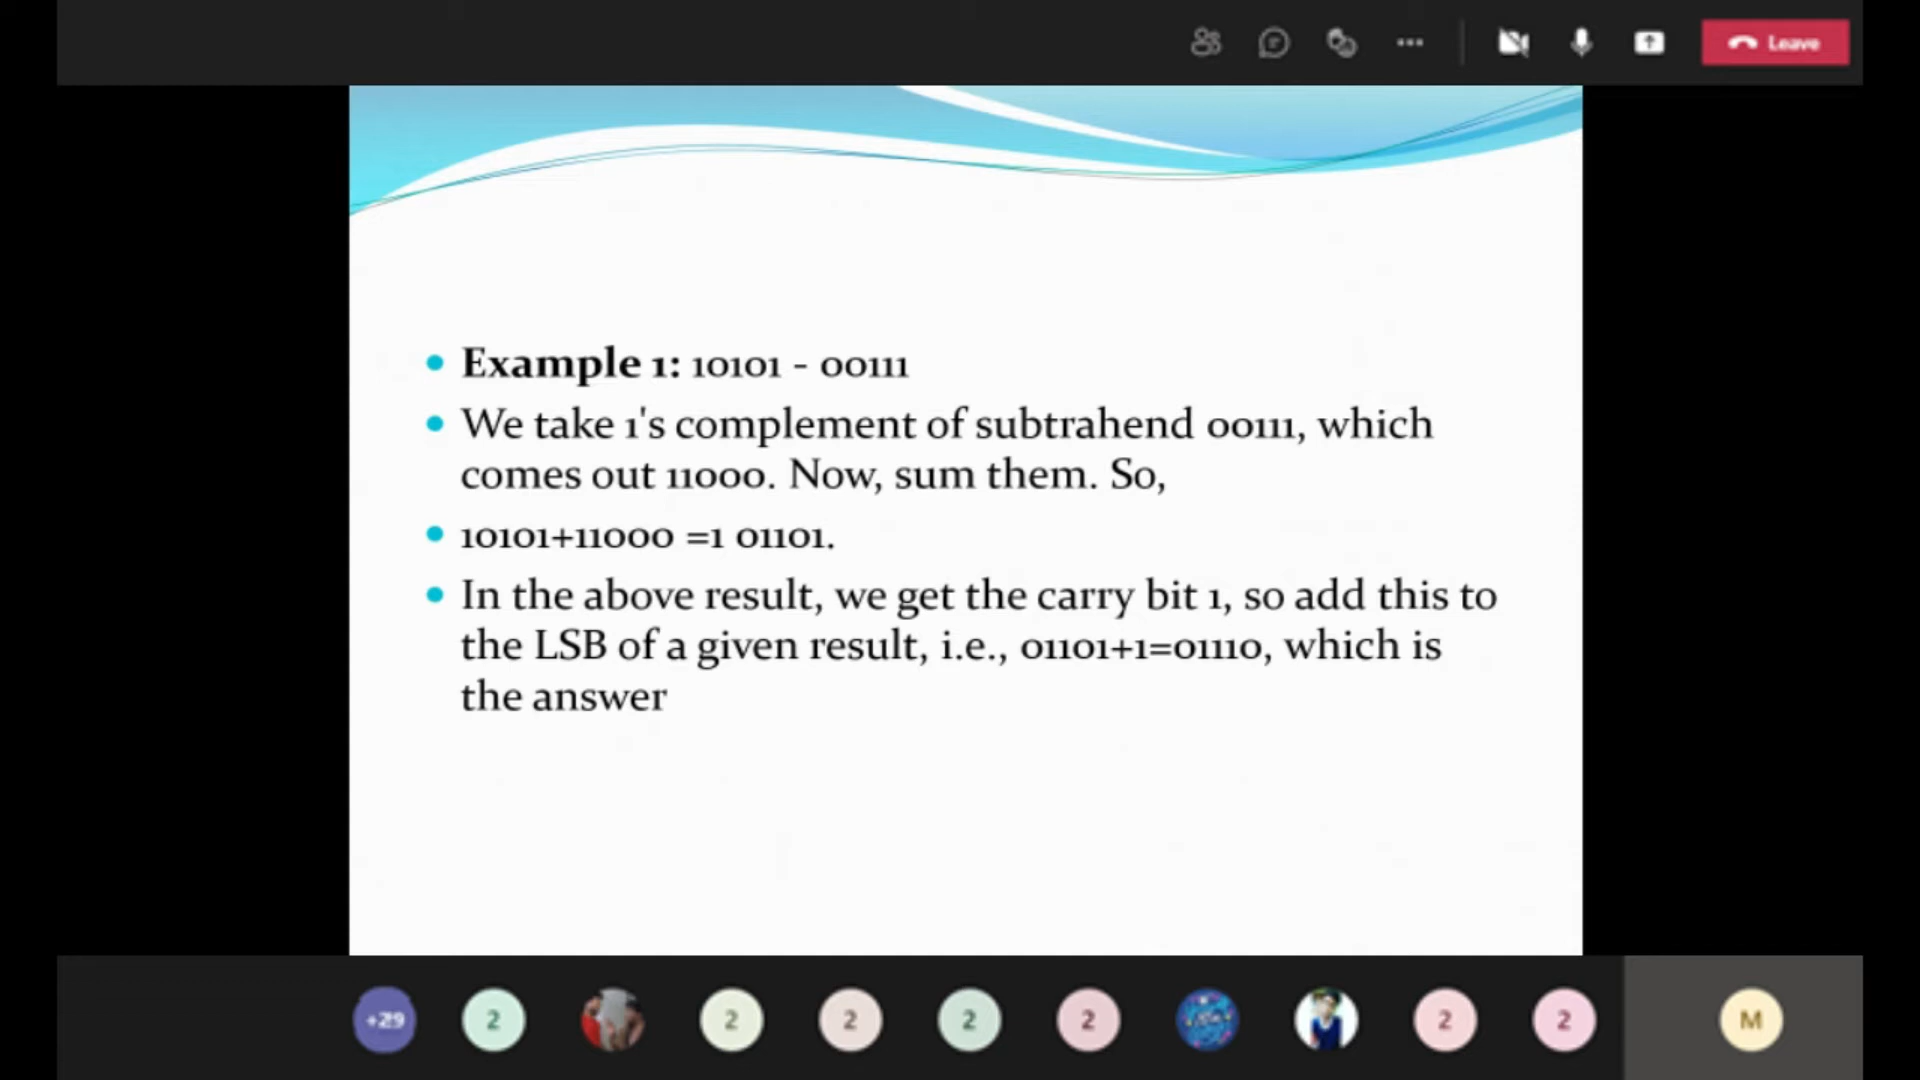 Leave
Example 1: 10101 - 00111
We take 1's complement of subtrahend 00111, which
comes out 11000. Now, sum them. So,
10101+11000 =1 01101.
In the above result, we get the carry bit 1, so add this to
the LSB of a given result, i.e., 01101+1=01110, which is
the answer
+29 2 2 2 2 2 2 2 M